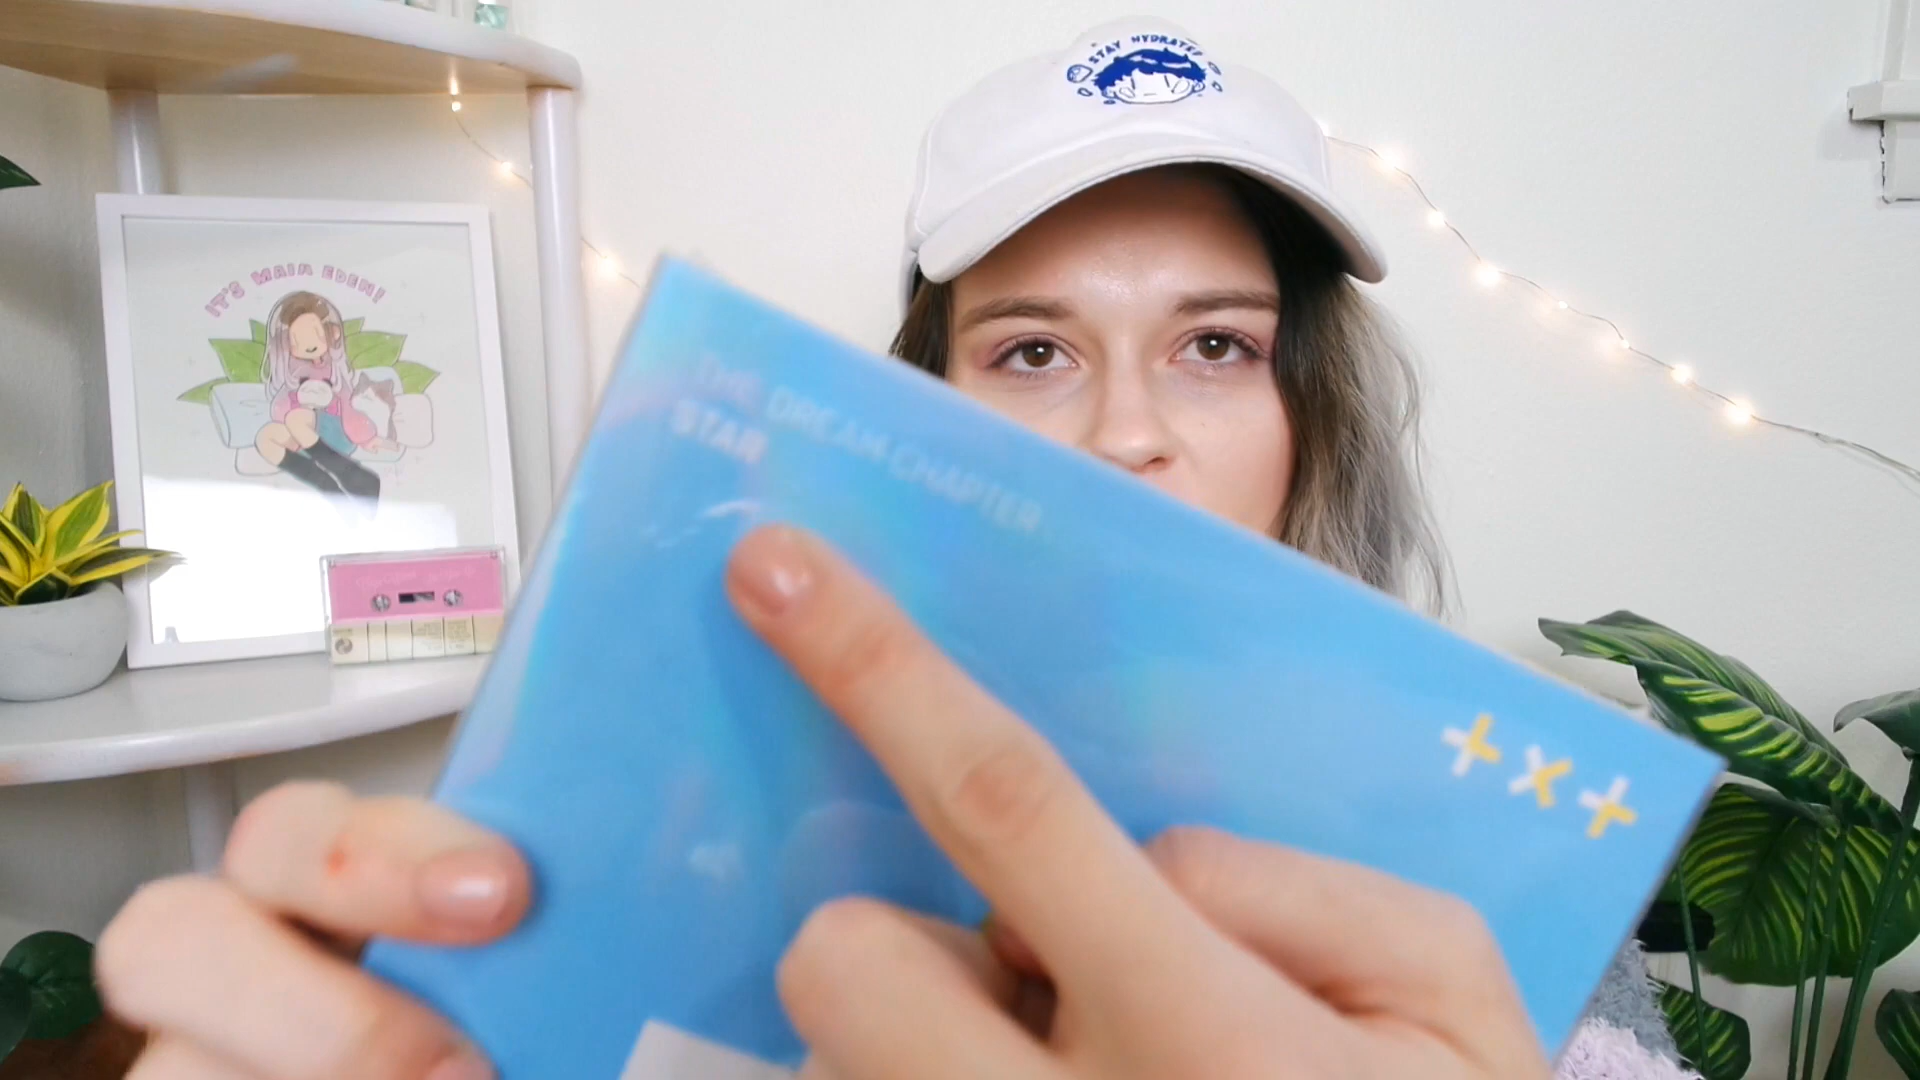 STAY HYDRATED
IT'S MAIA EDEN!
THE DREAM CHAPTER
STAR